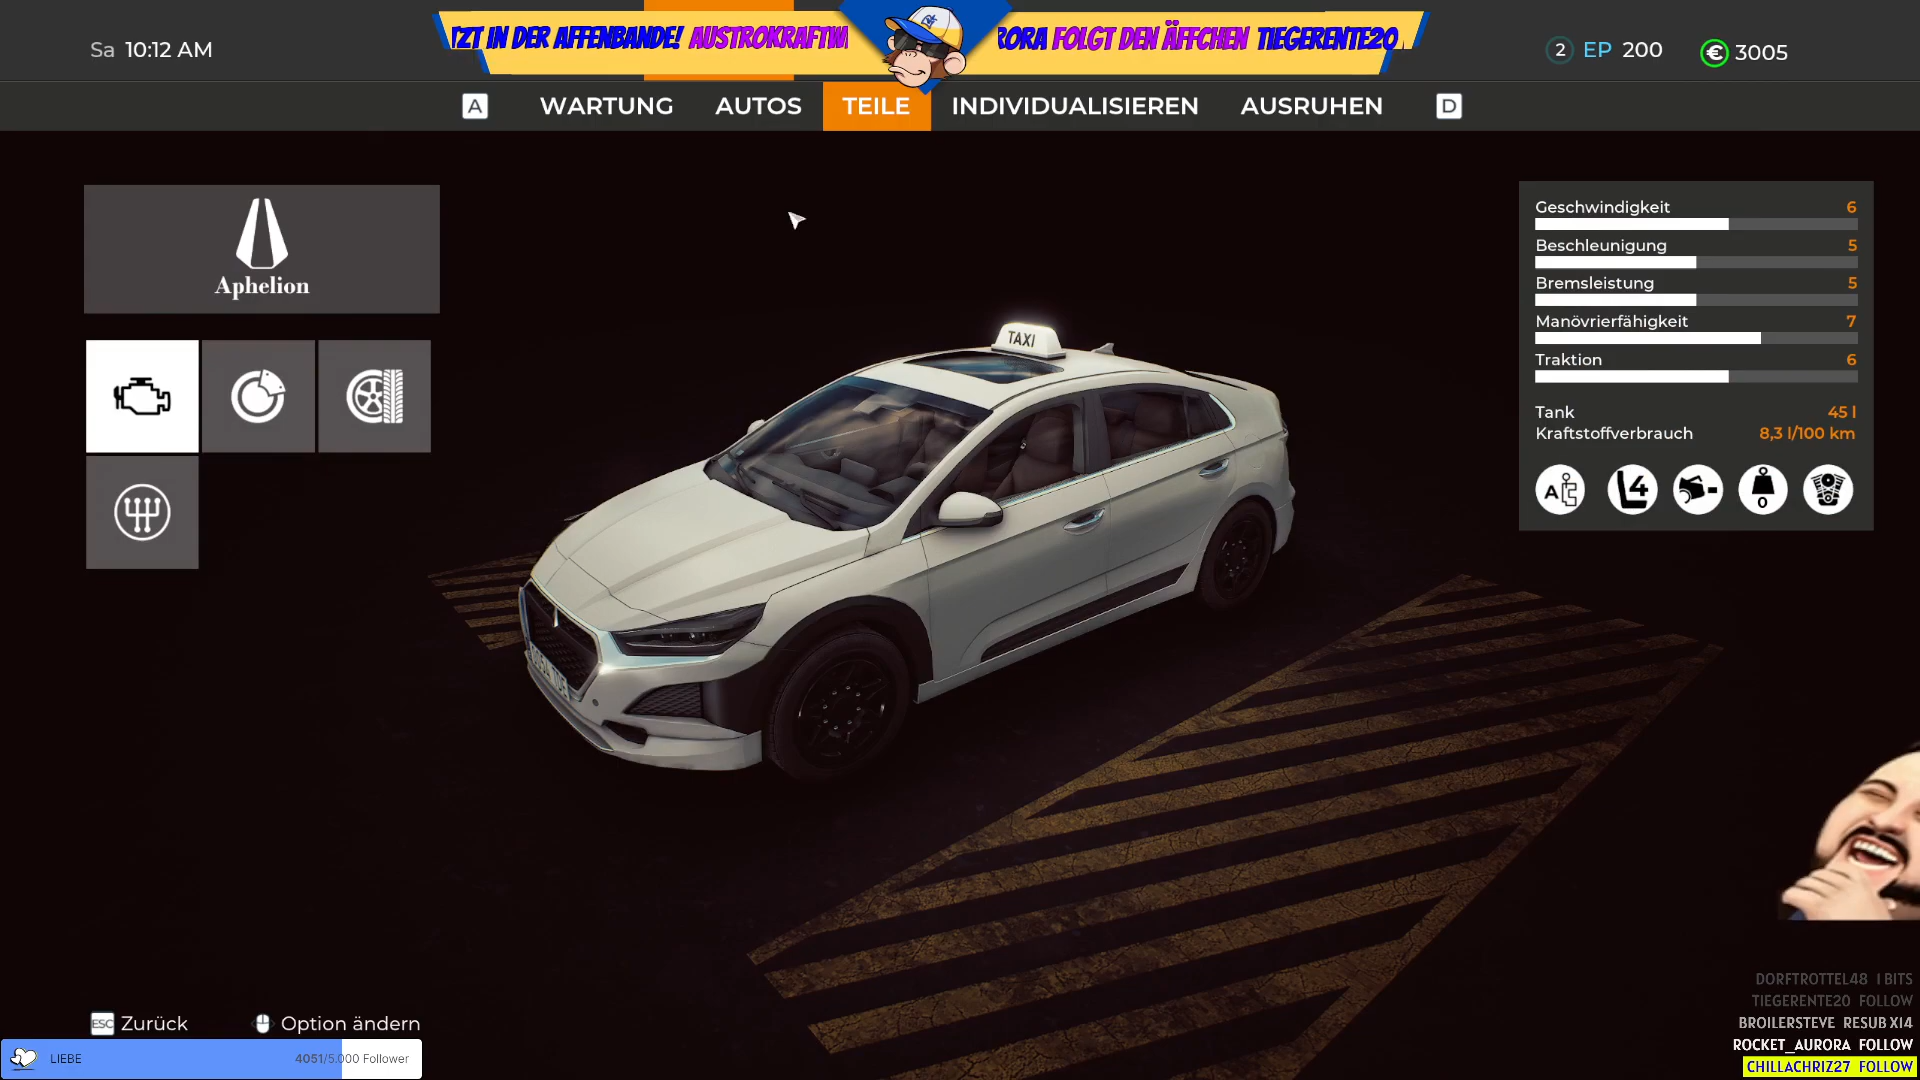 Sa 10:12 AM
TZT IN DER AFFENBANDE! AUSTROKRAFTW
RORA FOLGT DEN ÄFFCHEN TIEGERENTE20
2 EP 200
€ 3005
A WARTUNG AUTOS TEILE INDIVIDUALISIEREN AUSRUHEN D
Aphelion
Geschwindigkeit 6
Beschleunigung 5
Bremsleistung 5
Manövrierfähigkeit 7
Traktion 6
Tank 45 l
Kraftstoffverbrauch 8,3 l/100 km
A 4 0
TAXI
ESC Zurück Option ändern
LIEBE 4051/5.000 Follower
DORFTROTTEL48 1 BITS
TIEGERENTE20 FOLLOW
BROILERSTEVE RESUB X14
ROCKET_AURORA FOLLOW
CHILLACHRIZ27 FOLLOW